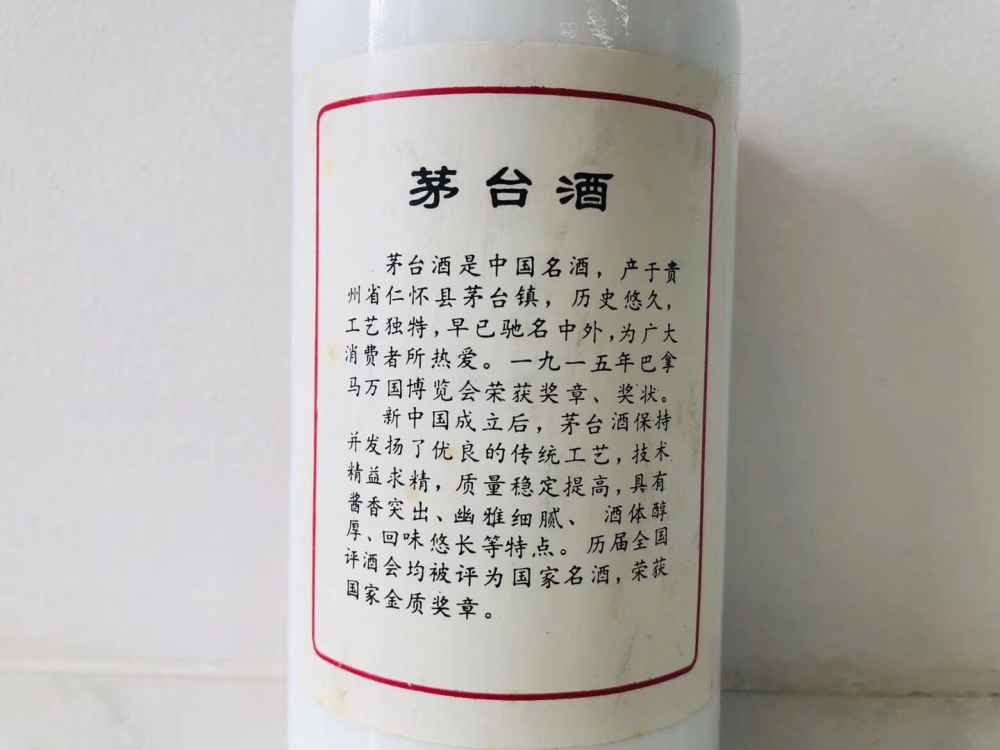 茅台酒
茅台酒是中国名酒，产于贵
州省仁怀县茅台镇，历史悠久，
工艺独特，早已驰名中外，为广大
消费者所热爱。一九一五年巴拿
马万国博览会荣获奖章、奖状。
新中国成立后，茅台酒保持
并发扬了优良的传统工艺，技术
精益求精，质量稳定提高，具有
酱香突出、幽雅细腻、酒体醇
厚、回味悠长等特点。历届全国
评酒会均被评为国家名酒，荣获
国家金质奖章。